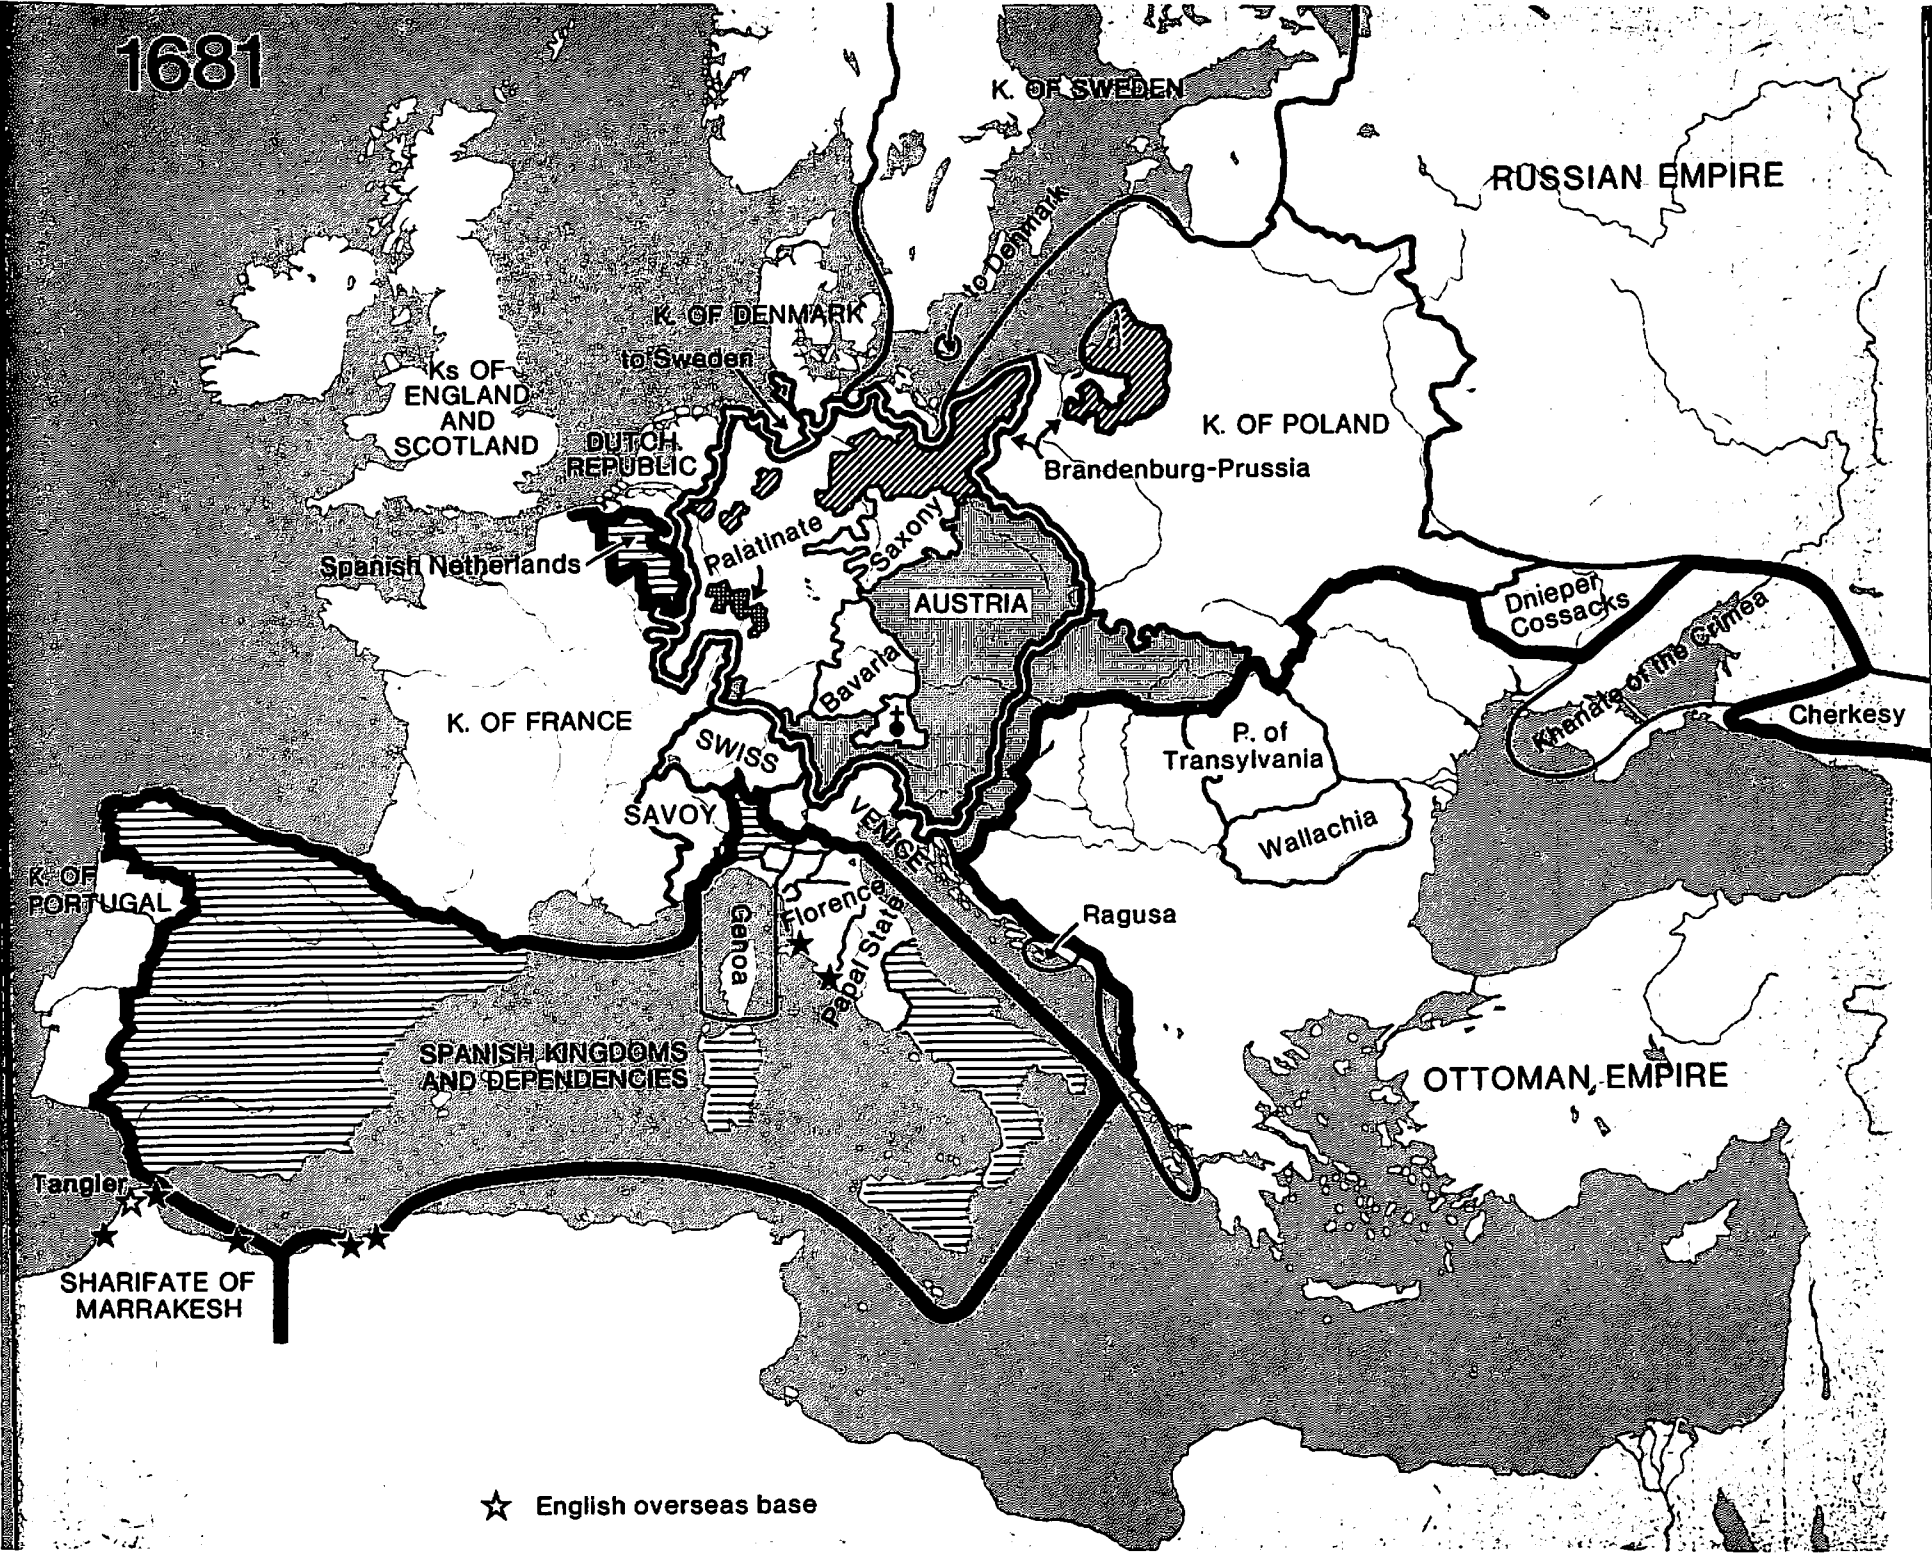 1681
K. OF SWEDEN
RUSSIAN EMPIRE
to Denmark
K. OF DENMARK
to Sweden
Ks OF
ENGLAND
AND
SCOTLAND
DUTCH
REPUBLIC
K. OF POLAND
Brandenburg-Prussia
Palatinate
Saxony
Spanish Netherlands
AUSTRIA
Dnieper
Cossacks
Khanate of the Crimea
Bavaria
K. OF FRANCE
SWISS
Cherkesy
P. of
Transylvania
SAVOY
VENICE
Wallachia
K. OF
PORTUGAL
Genoa
Florence
Papal State
Ragusa
SPANISH KINGDOMS
AND DEPENDENCIES
OTTOMAN EMPIRE
Tangier
SHARIFATE OF
MARRAKESH
English overseas base